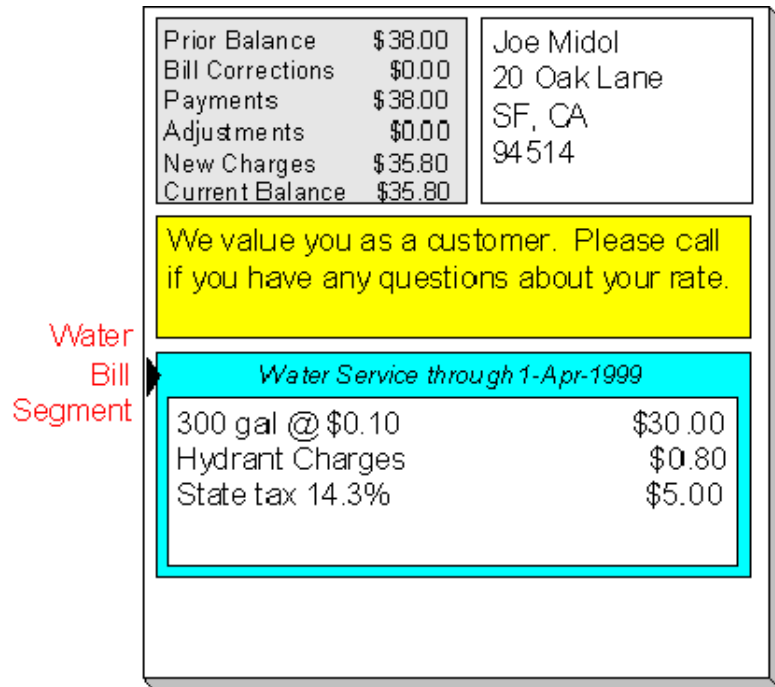 Prior Balance $38.00
Bill Corrections $0.00
Payments $38.00
Adjustments $0.00
New Charges $35.80
Current Balance $35.80
Joe Midol
20 Oak Lane
SF, CA
94514
We value you as a customer. Please call
if you have any questions about your rate.
Water
Bill
Segment
Water Service through 1-Apr-1999
300 gal @ $0.10 $30.00
Hydrant Charges $0.80
State tax 14.3% $5.00